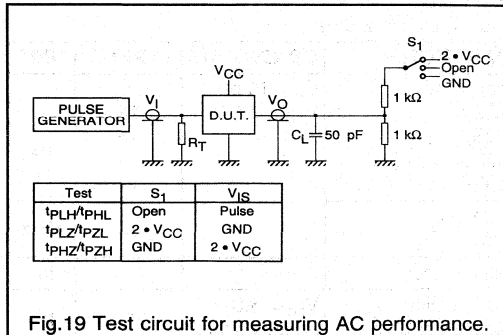 S1
2 • VCC
Open
GND
VCC
PULSE
GENERATOR
VI
D.U.T.
VO
1 kΩ
RT
CL
50 pF
1 kΩ
Test S1 VIS
tPLH/tPHL Open Pulse
tPLZ/tPZL 2 • VCC GND
tPHZ/tPZH GND 2 • VCC
Fig.19 Test circuit for measuring AC performance.